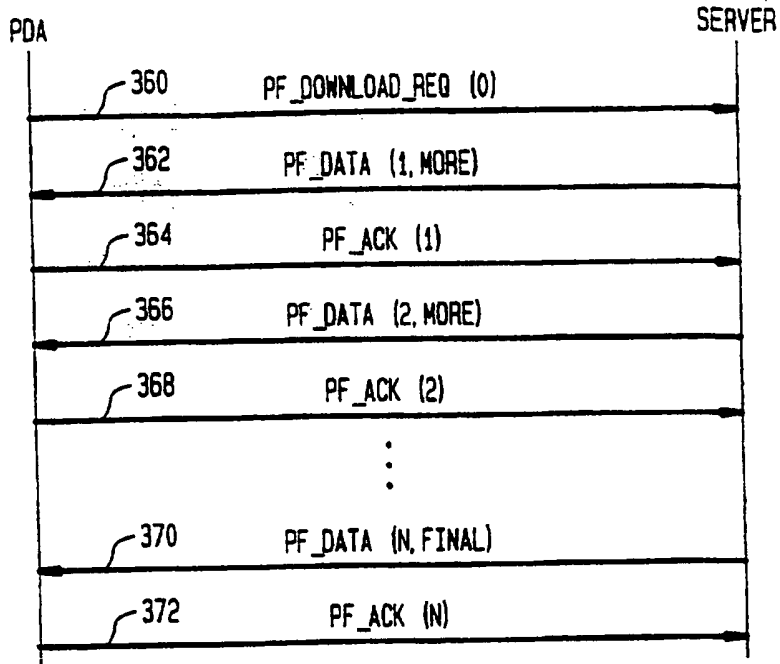 PDA
SERVER
360 PF_DOWNLOAD_REQ (0)
362 PF_DATA (1, MORE)
364 PF_ACK (1)
366 PF_DATA (2, MORE)
368 PF_ACK (2)
370 PF_DATA (N, FINAL)
372 PF_ACK (N)